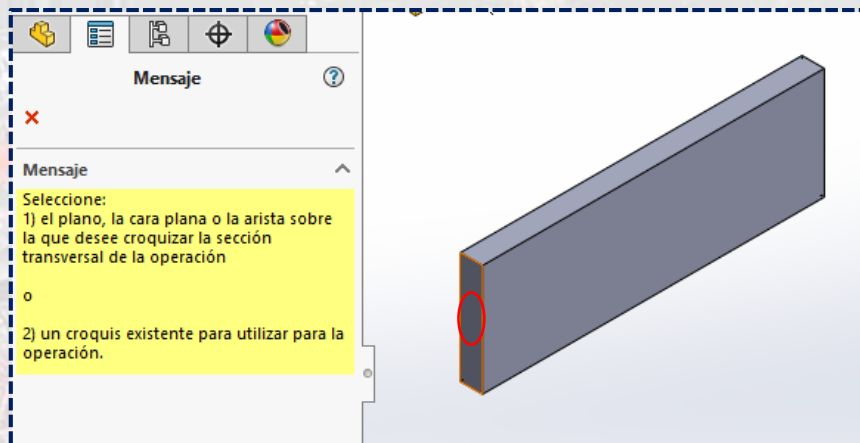 Mensaje
Mensaje
Seleccione:
1) el plano, la cara plana o la arista sobre
la que desee croquizar la sección
transversal de la operación
o
2) un croquis existente para utilizar para la
operación.